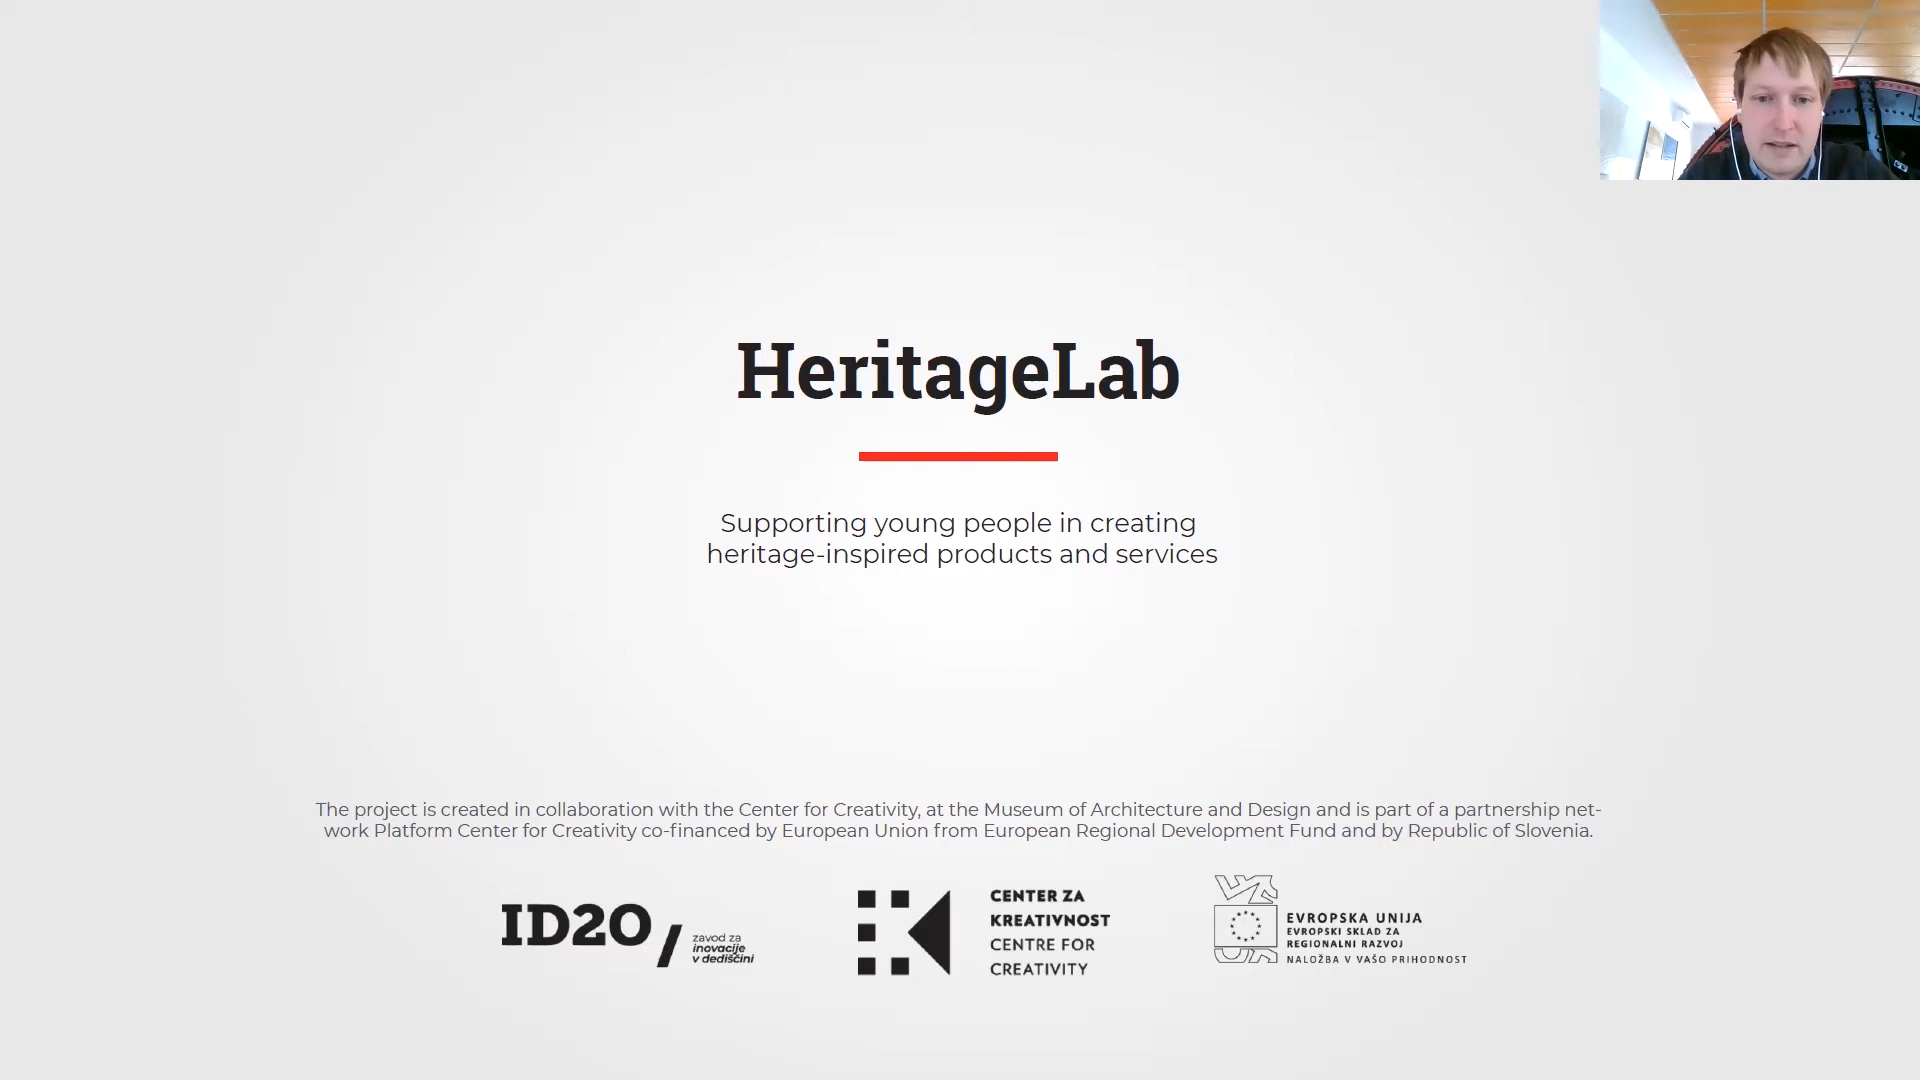 HeritageLab
Supporting young people in creating
heritage-inspired products and services
The project is created in collaboration with the Center for Creativity, at the Museum of Architecture and Design and is part of a partnership net-
work Platform Center for Creativity co-financed by European Union from European Regional Development Fund and by Republic of Slovenia.
ID20/
zavod za
inovacije
v dediščini
CENTER ZA
KREATIVNOST
CENTRE FOR
CREATIVITY
EVROPSKA UNIJA
EVROPSKI SKLAD ZA
REGIONALNI RAZVOJ
NALOŽBA V VAŠO PRIHODNOST